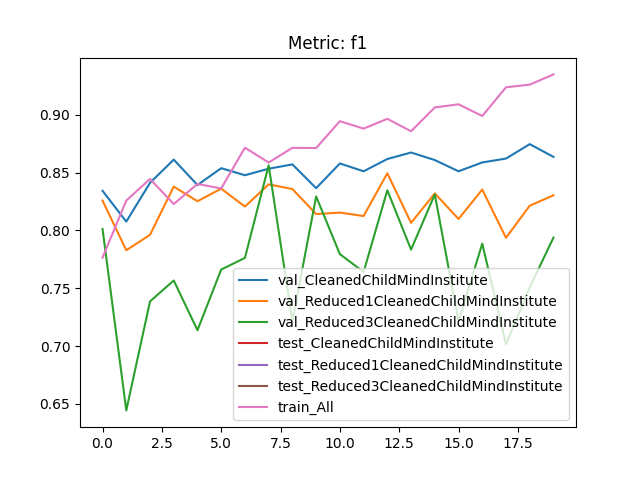 Metric: f1
0.90
0.85
0.80
0.75
0.70
0.65
val_CleanedChildMindInstitute
val_Reduced1CleanedChildMindInstitute
val_Reduced3CleanedChildMindInstitute
test_CleanedChildMindInstitute
test_Reduced1CleanedChildMindInstitute
test_Reduced3CleanedChildMindInstitute
train_All
0.0 2.5 5.0 7.5 10.0 12.5 15.0 17.5